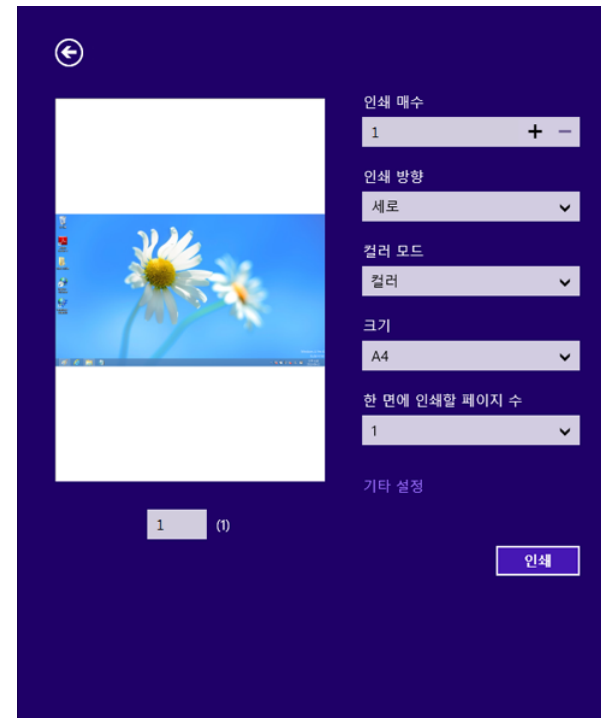 인쇄 매수
1
인쇄 방향
세로
컬러 모드
컬러
크기
A4
한 면에 인쇄할 페이지 수
1
기타 설정
1 (1)
인쇄